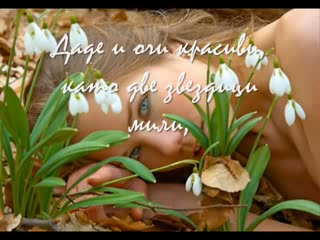 Даде и очи красиви,
като две звездици
мили,